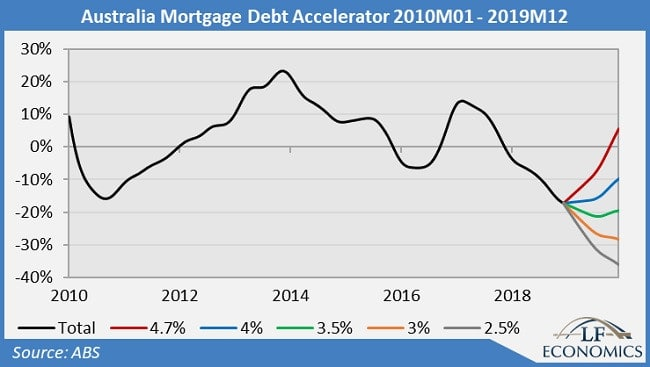 Australia Mortgage Debt Accelerator 2010M01 - 2019M12
30%
20%
10%
0%
-10%
-20%
-30%
-40%
2010 2012 2014 2016 2018
Total 4.7% 4% 3.5% 3% 2.5%
Source: ABS
LF
ECONOMICS